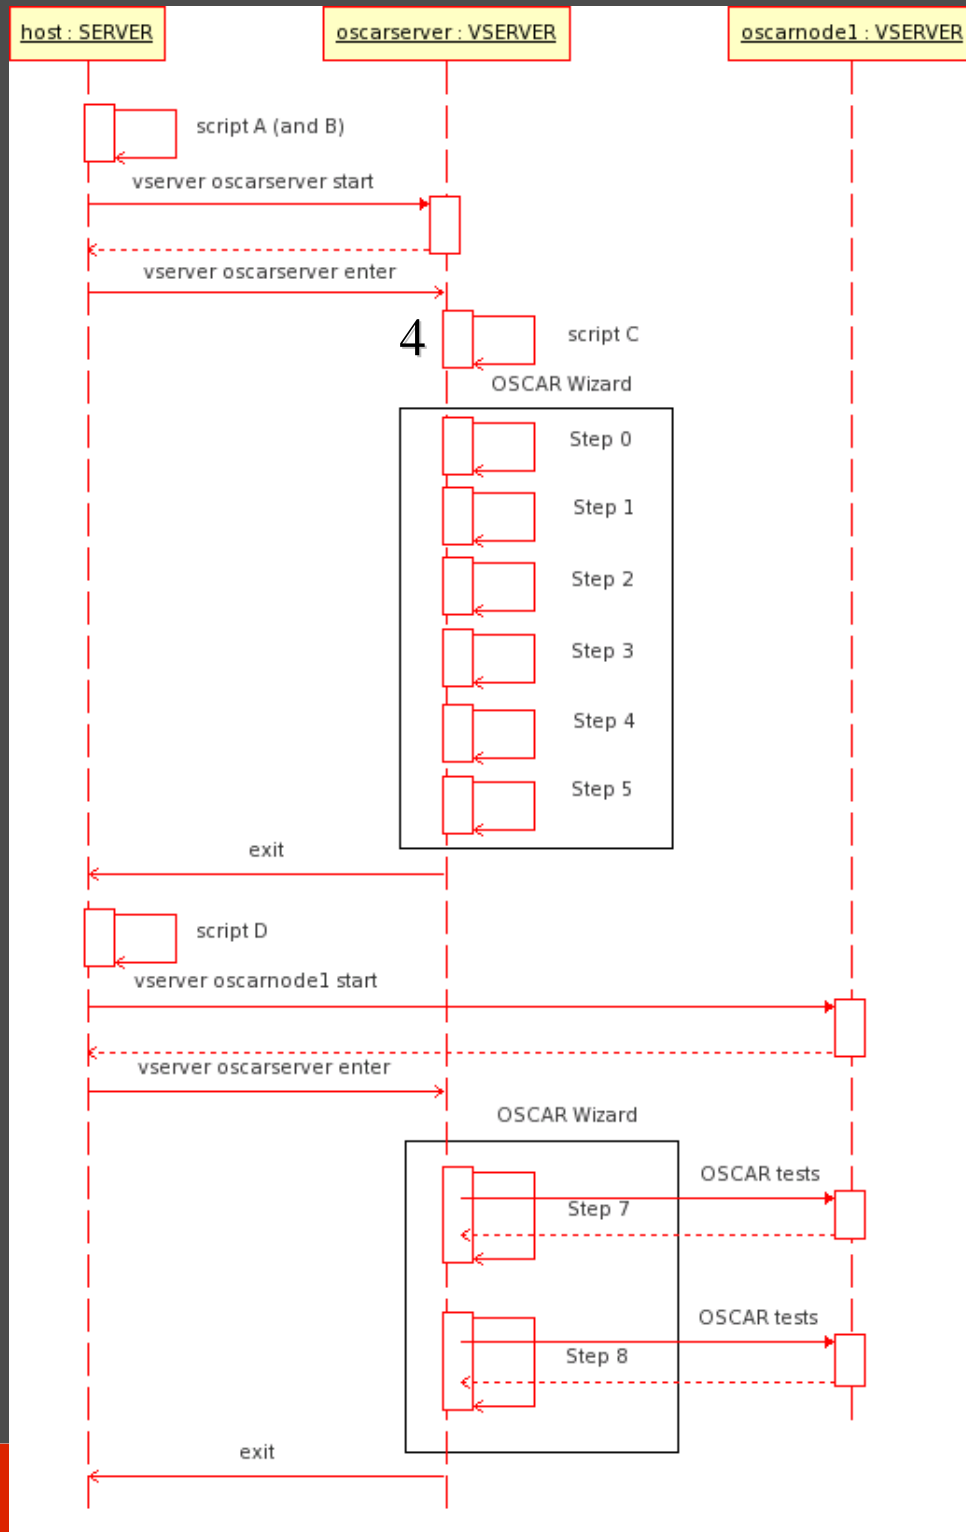 host : SERVER
oscarserver : VSERVER
oscarnode1 : VSERVER
script A (and B)
vserver oscarserver start
vserver oscarserver enter
4
script C
OSCAR Wizard
Step 0
Step 1
Step 2
Step 3
Step 4
Step 5
exit
script D
vserver oscarnode1 start
vserver oscarserver enter
OSCAR Wizard
OSCAR tests
Step 7
OSCAR tests
Step 8
exit